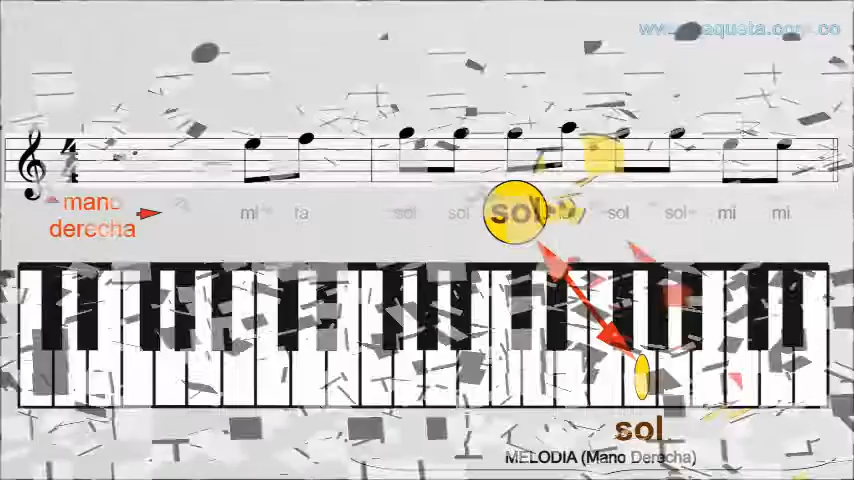 mano
derecha
mi fa sol sol sol sol sol mi mi
sol
MELODIA (Mano Derecha)